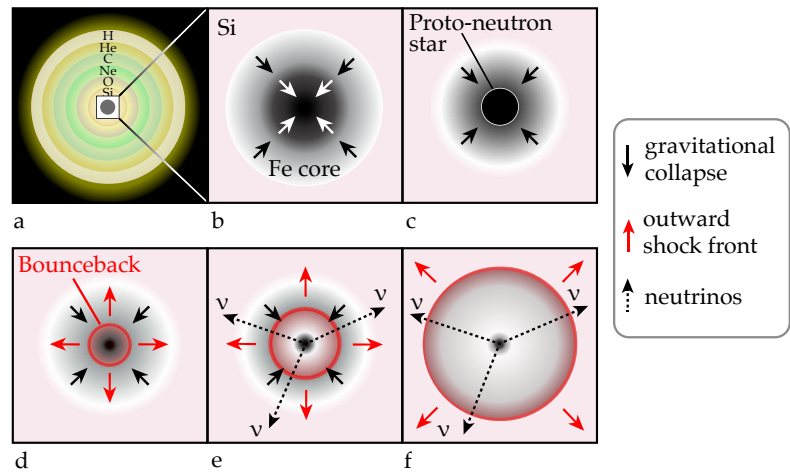 H
He
C
Ne
O
Si
a
Si
Fe core
b
Proto-neutron
star
c
gravitational
collapse
outward
shock front
neutrinos
Bounceback
d
ν
ν
ν
e
ν
ν
ν
f